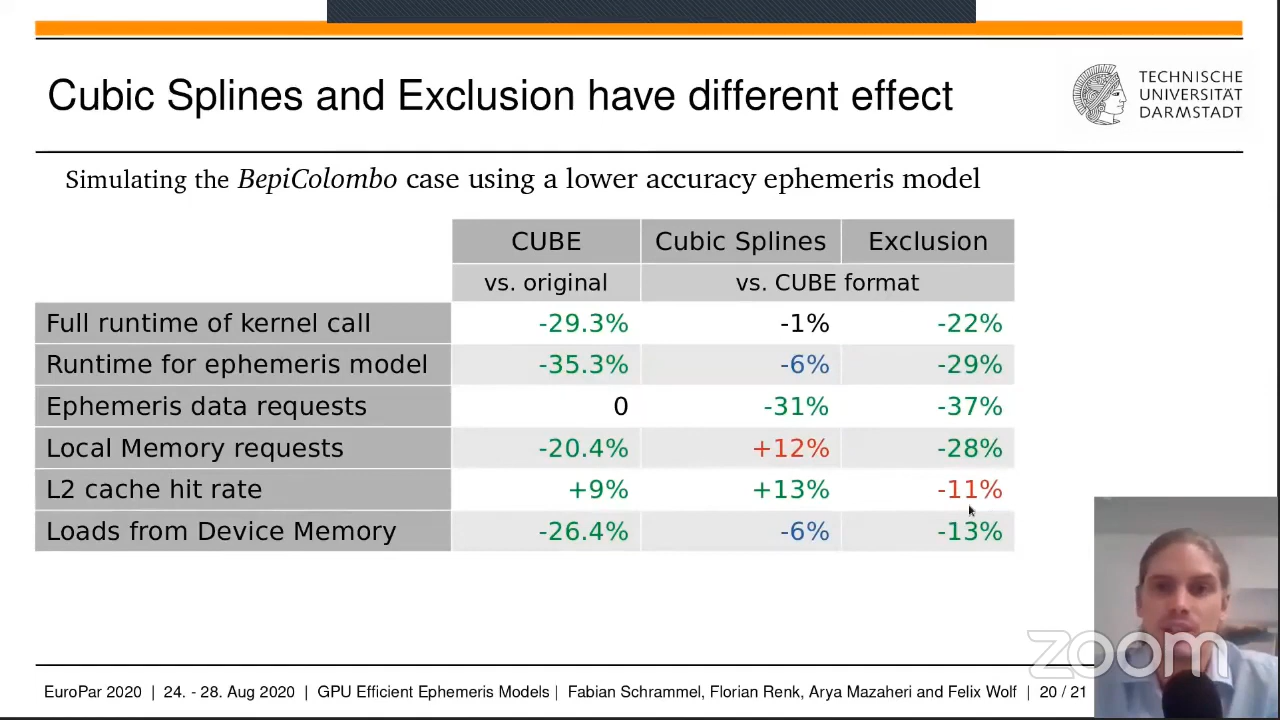 Cubic Splines and Exclusion have different effect
TECHNISCHE
UNIVERSITÄT
DARMSTADT
Simulating the BepiColombo case using a lower accuracy ephemeris model
CUBE Cubic Splines Exclusion
vs. original vs. CUBE format
Full runtime of kernel call -29.3% -1% -22%
Runtime for ephemeris model -35.3% -6% -29%
Ephemeris data requests 0 -31% -37%
Local Memory requests -20.4% +12% -28%
L2 cache hit rate +9% +13% -11%
Loads from Device Memory -26.4% -6% -13%
zoom
EuroPar 2020 | 24. - 28. Aug 2020 | GPU Efficient Ephemeris Models | Fabian Schrammel, Florian Renk, Arya Mazaheri and Felix Wolf | 20 / 21